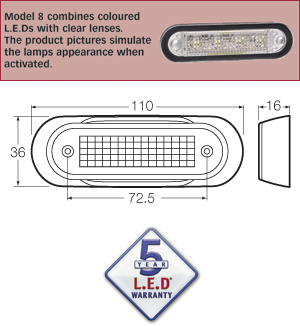 Model 8 combines coloured
L.E.Ds with clear lenses.
The product pictures simulate
the lamps appearance when
activated.
110
16
36
72.5
5
YEAR
L.E.D
WARRANTY